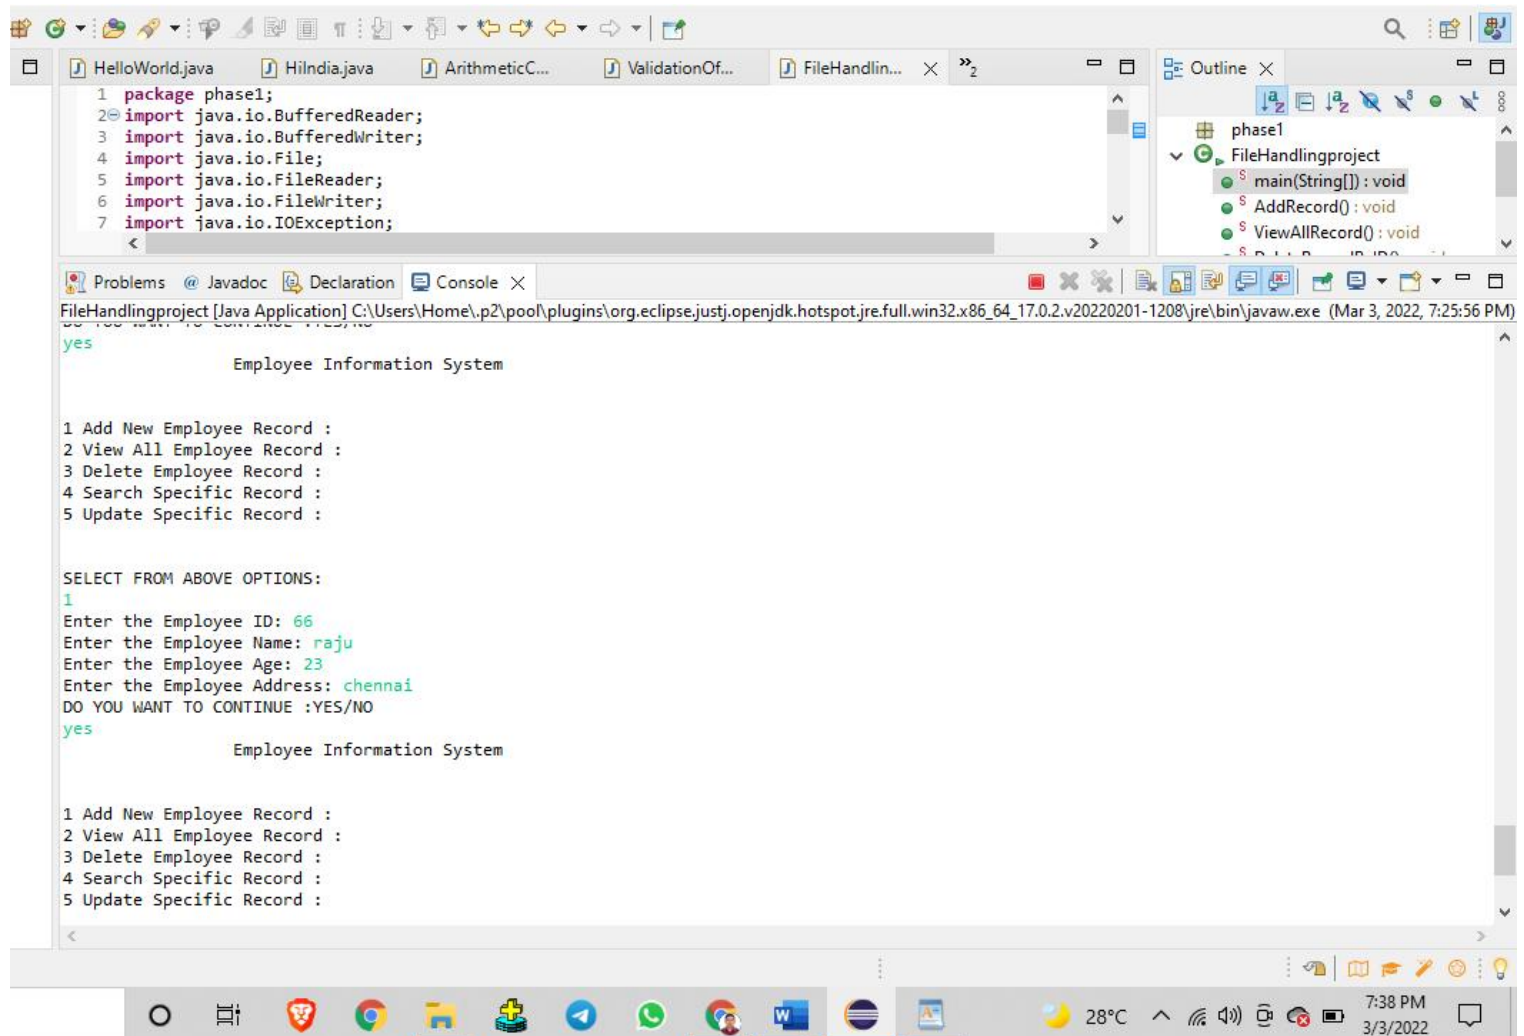 HelloWorld.java
HiIndia.java
ArithmeticC...
ValidationOf...
FileHandlin...
»2
Outline
1 package phase1;
2 import java.io.BufferedReader;
3 import java.io.BufferedWriter;
4 import java.io.File;
5 import java.io.FileReader;
6 import java.io.FileWriter;
7 import java.io.IOException;
phase1
FileHandlingproject
main(String[]) : void
AddRecord() : void
ViewAllRecord() : void
Problems @ Javadoc Declaration Console
FileHandlingproject [Java Application] C:\Users\Home\.p2\pool\plugins\org.eclipse.justj.openjdk.hotspot.jre.full.win32.x86_64_17.0.2.v20220201-1208\jre\bin\javaw.exe (Mar 3, 2022, 7:25:56 PM)
DO YOU WANT TO CONTINUE :YES/NO
yes
Employee Information System
1 Add New Employee Record :
2 View All Employee Record :
3 Delete Employee Record :
4 Search Specific Record :
5 Update Specific Record :
SELECT FROM ABOVE OPTIONS:
1
Enter the Employee ID: 66
Enter the Employee Name: raju
Enter the Employee Age: 23
Enter the Employee Address: chennai
DO YOU WANT TO CONTINUE :YES/NO
yes
Employee Information System
1 Add New Employee Record :
2 View All Employee Record :
3 Delete Employee Record :
4 Search Specific Record :
5 Update Specific Record :
28°C
7:38 PM
3/3/2022